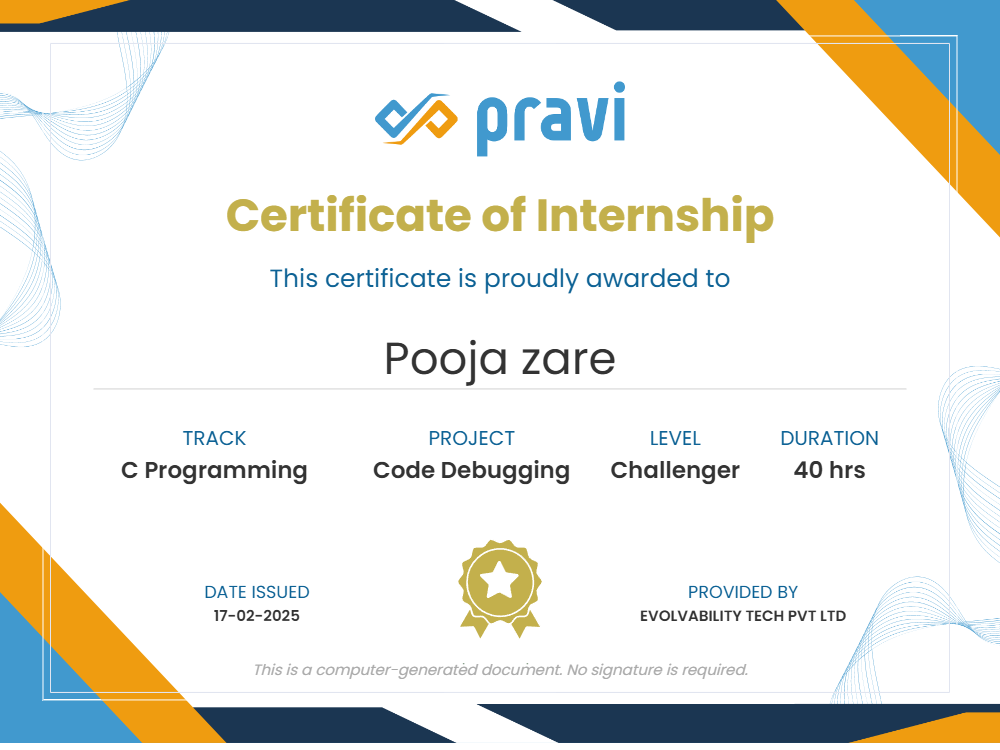 pravi
Certificate of Internship
This certificate is proudly awarded to
Pooja zare
TRACK PROJECT LEVEL DURATION
C Programming Code Debugging Challenger 40 hrs
DATE ISSUED PROVIDED BY
17-02-2025 EVOLVABILITY TECH PVT LTD
This is a computer-generated document. No signature is required.